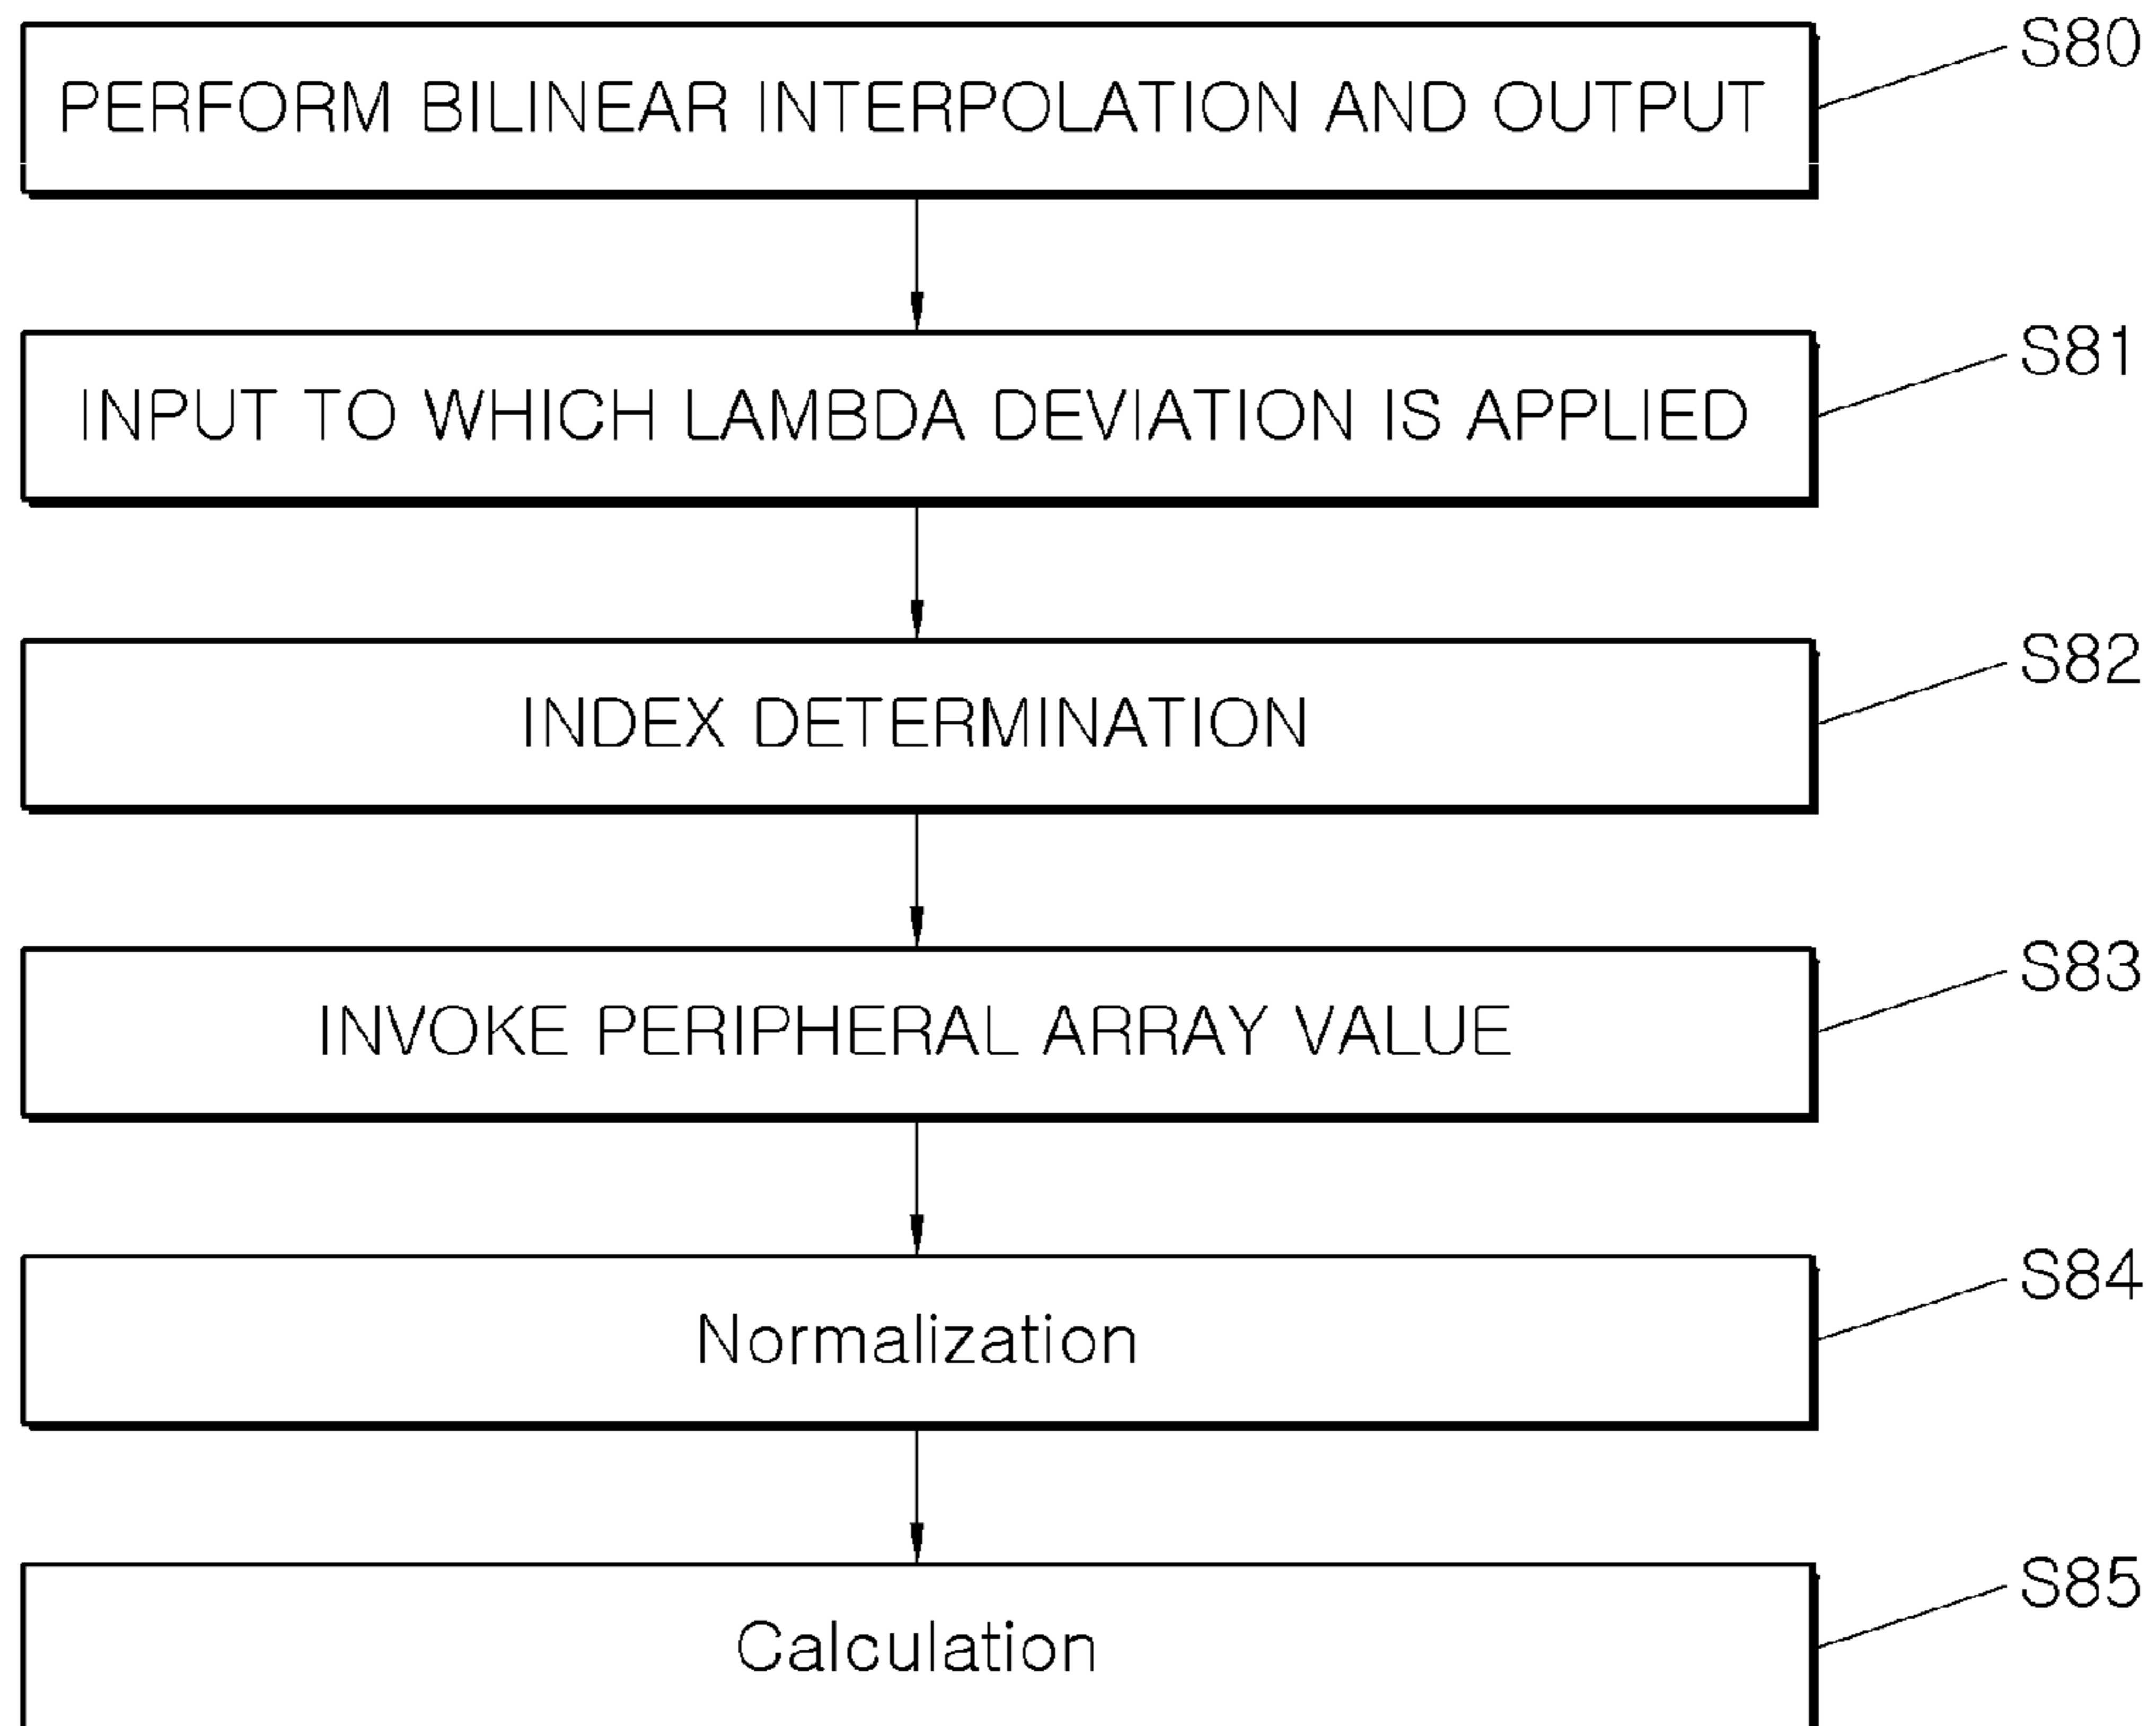 PERFORM BILINEAR INTERPOLATION AND OUTPUT
S80
INPUT TO WHICH LAMBDA DEVIATION IS APPLIED
S81
INDEX DETERMINATION
S82
INVOKE PERIPHERAL ARRAY VALUE
S83
Normalization
S84
Calculation
S85